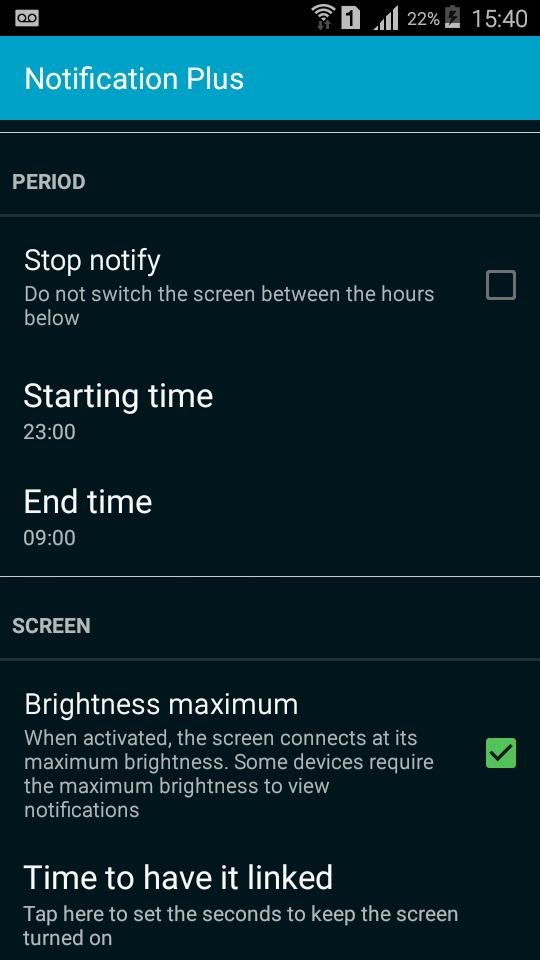 1 22% 15:40
Notification Plus
PERIOD
Stop notify
Do not switch the screen between the hours
below
Starting time
23:00
End time
09:00
SCREEN
Brightness maximum
When activated, the screen connects at its
maximum brightness. Some devices require
the maximum brightness to view
notifications
Time to have it linked
Tap here to set the seconds to keep the screen
turned on